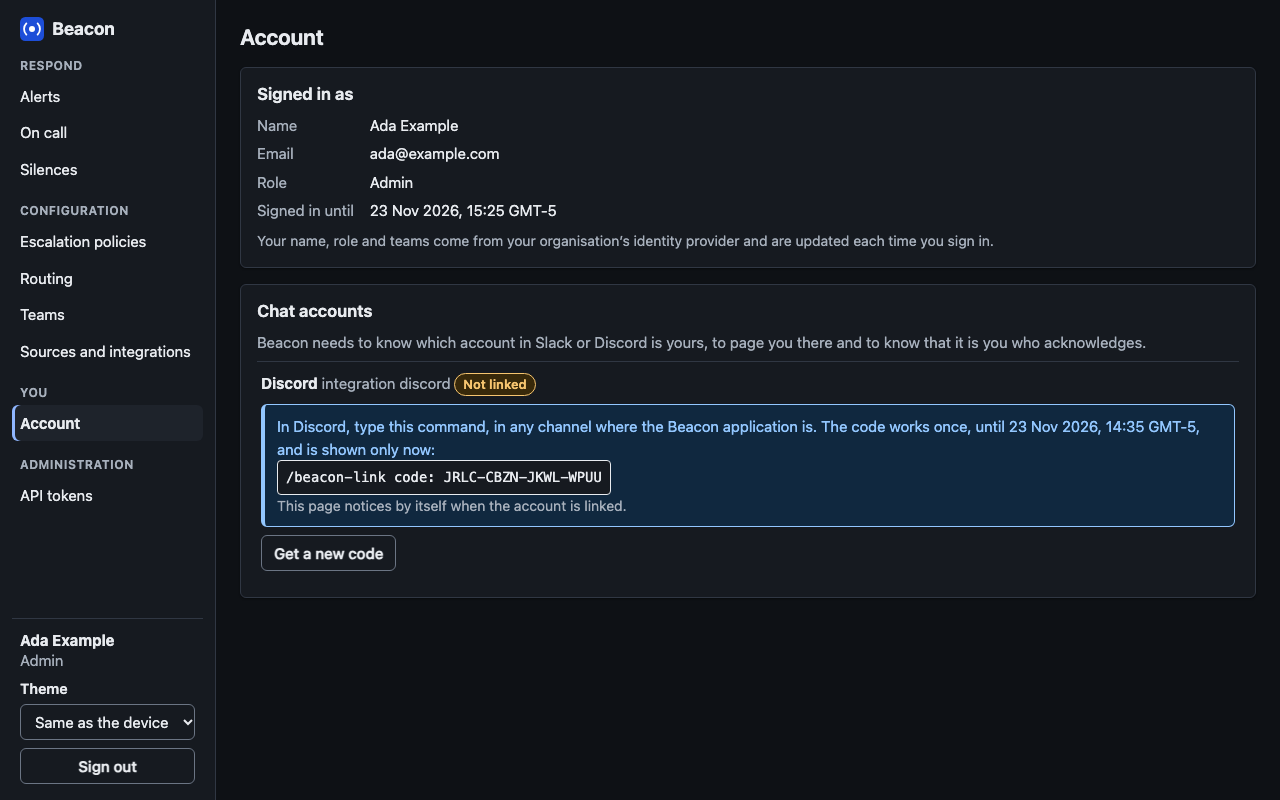 Beacon
RESPOND
Alerts
On call
Silences
CONFIGURATION
Escalation policies
Routing
Teams
Sources and integrations
YOU
Account
ADMINISTRATION
API tokens
Ada Example
Admin
Theme
Same as the device
Sign out
Account
Signed in as
Name Ada Example
Email ada@example.com
Role Admin
Signed in until 23 Nov 2026, 15:25 GMT-5
Your name, role and teams come from your organisation's identity provider and are updated each time you sign in.
Chat accounts
Beacon needs to know which account in Slack or Discord is yours, to page you there and to know that it is you who acknowledges.
Discord integration discord Not linked
In Discord, type this command, in any channel where the Beacon application is. The code works once, until 23 Nov 2026, 14:35 GMT-5,
and is shown only now:
/beacon-link code: JRLC-CBZN-JKWL-WPUU
This page notices by itself when the account is linked.
Get a new code